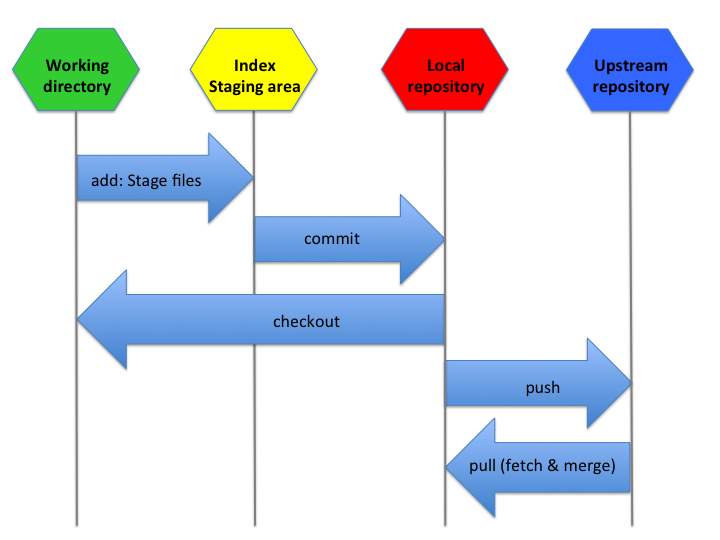 Working
directory
Index
Staging area
Local
repository
Upstream
repository
add: Stage files
commit
checkout
push
pull (fetch & merge)